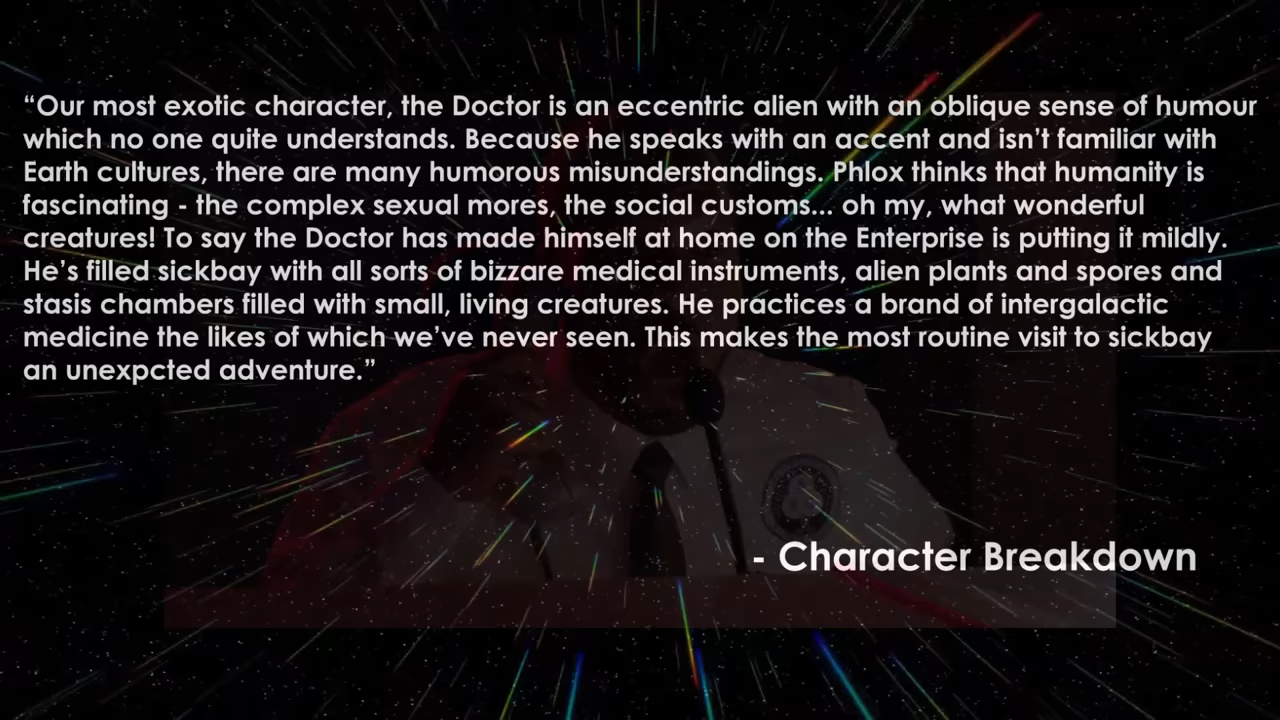 “Our most exotic character, the Doctor is an eccentric alien with an oblique sense of humour
which no one quite understands. Because he speaks with an accent and isn’t familiar with
Earth cultures, there are many humorous misunderstandings. Phlox thinks that humanity is
fascinating - the complex sexual mores, the social customs... oh my, what wonderful
creatures! To say the Doctor has made himself at home on the Enterprise is putting it mildly.
He’s filled sickbay with all sorts of bizzare medical instruments, alien plants and spores and
stasis chambers filled with small, living creatures. He practices a brand of intergalactic
medicine the likes of which we’ve never seen. This makes the most routine visit to sickbay
an unexpcted adventure.”
- Character Breakdown